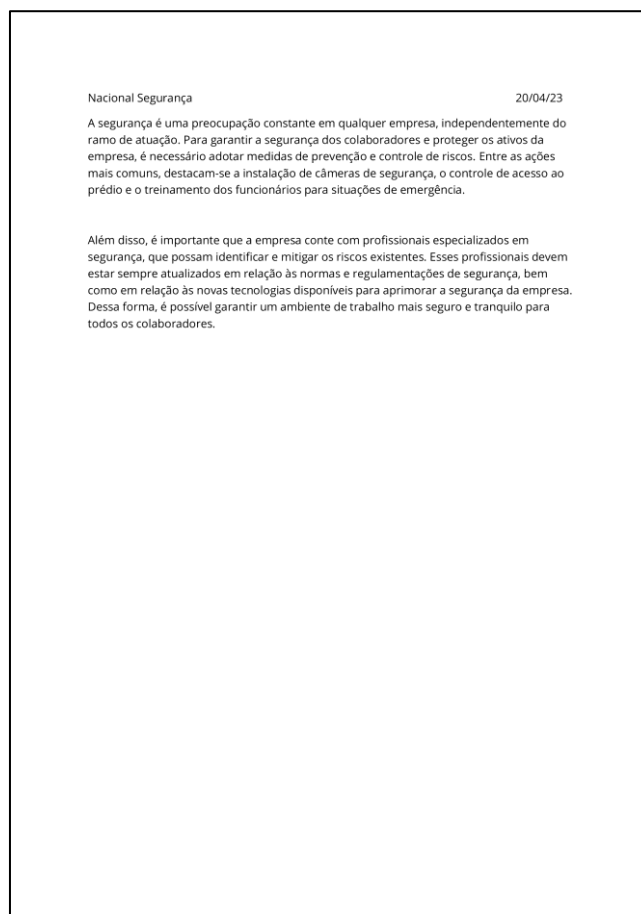 Nacional Segurança 20/04/23
A segurança é uma preocupação constante em qualquer empresa, independentemente do
ramo de atuação. Para garantir a segurança dos colaboradores e proteger os ativos da
empresa, é necessário adotar medidas de prevenção e controle de riscos. Entre as ações
mais comuns, destacam-se a instalação de câmeras de segurança, o controle de acesso ao
prédio e o treinamento dos funcionários para situações de emergência.
Além disso, é importante que a empresa conte com profissionais especializados em
segurança, que possam identificar e mitigar os riscos existentes. Esses profissionais devem
estar sempre atualizados em relação às normas e regulamentações de segurança, bem
como em relação às novas tecnologias disponíveis para aprimorar a segurança da empresa.
Dessa forma, é possível garantir um ambiente de trabalho mais seguro e tranquilo para
todos os colaboradores.